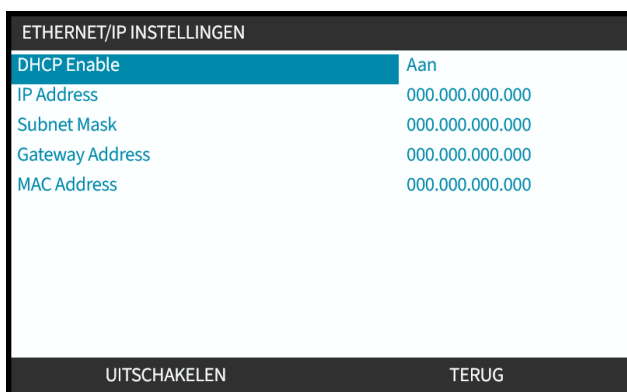 ETHERNET/IP INSTELLINGEN
DHCP Enable Aan
IP Address 000.000.000.000
Subnet Mask 000.000.000.000
Gateway Address 000.000.000.000
MAC Address 000.000.000.000
UITSCHAKELEN TERUG